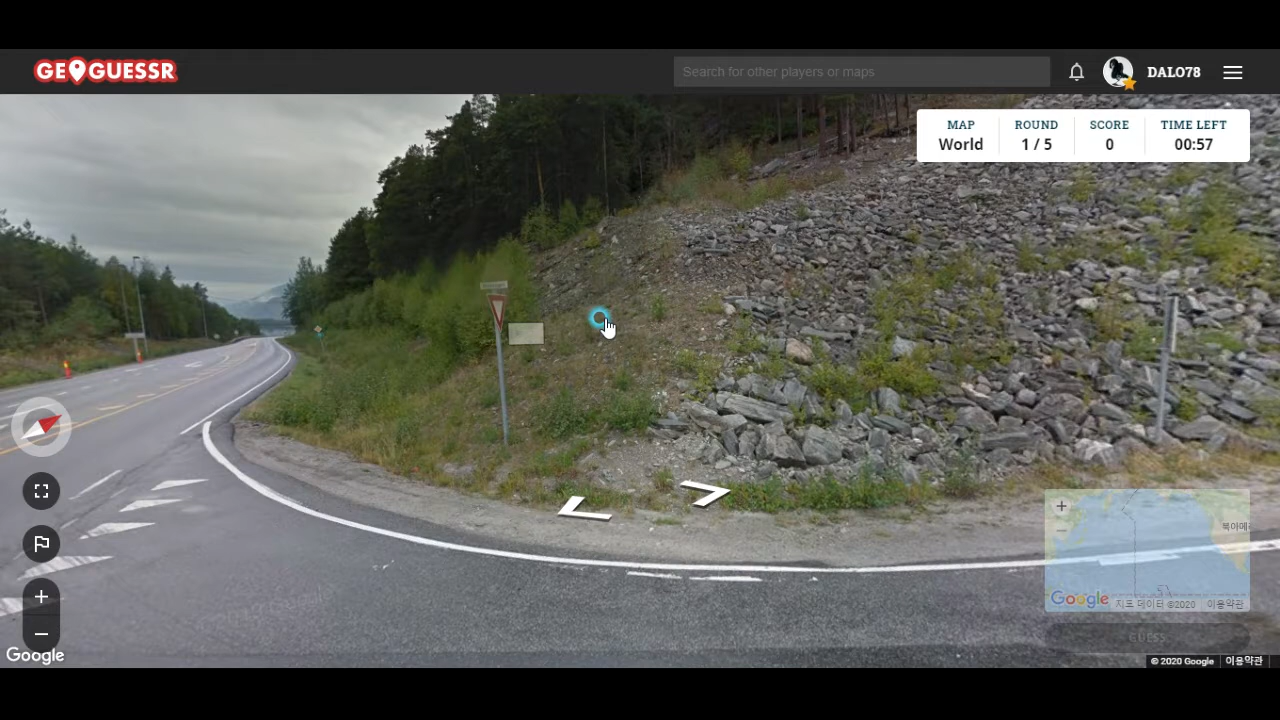 GEOGUESSR
Search for other players or maps
DALO78
MAP
World
ROUND
1 / 5
SCORE
0
TIME LEFT
00:57
+
−
Google
지도 데이터 ©2020 이용약관
GUESS
+
−
Google
© 2020 Google 이용약관